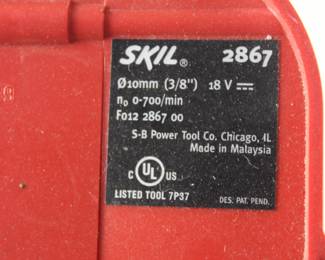 SKIL® 2867
Ø10mm (3/8") 18 V ⎓
n₀ 0-700/min
F012 2867 00
S-B Power Tool Co. Chicago, IL
Made in Malaysia
C UL US ®
LISTED TOOL 7P37 DES. PAT. PEND.